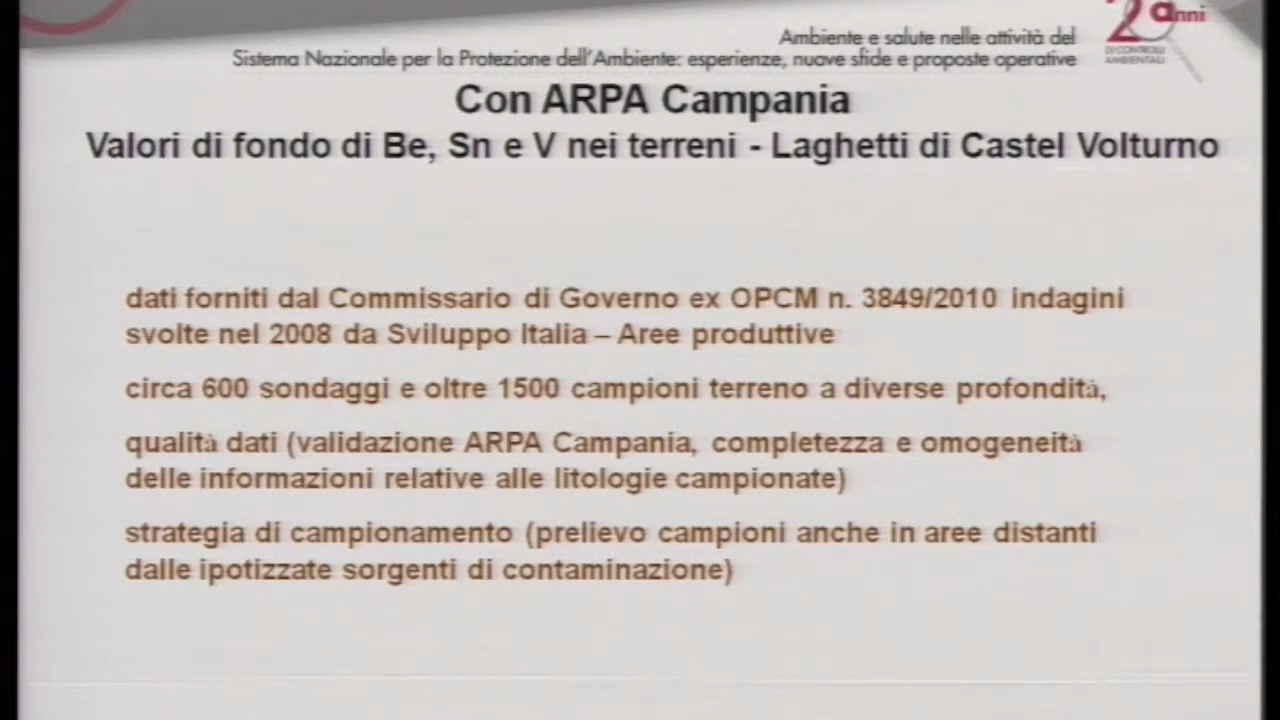 20 anni
DI CONTROLLI
AMBIENTALI
Ambiente e salute nelle attività del
Sistema Nazionale per la Protezione dell'Ambiente: esperienze, nuove sfide e proposte operative
Con ARPA Campania
Valori di fondo di Be, Sn e V nei terreni - Laghetti di Castel Volturno
dati forniti dal Commissario di Governo ex OPCM n. 3849/2010 indagini
svolte nel 2008 da Sviluppo Italia – Aree produttive
circa 600 sondaggi e oltre 1500 campioni terreno a diverse profondità,
qualità dati (validazione ARPA Campania, completezza e omogeneità
delle informazioni relative alle litologie campionate)
strategia di campionamento (prelievo campioni anche in aree distanti
dalle ipotizzate sorgenti di contaminazione)